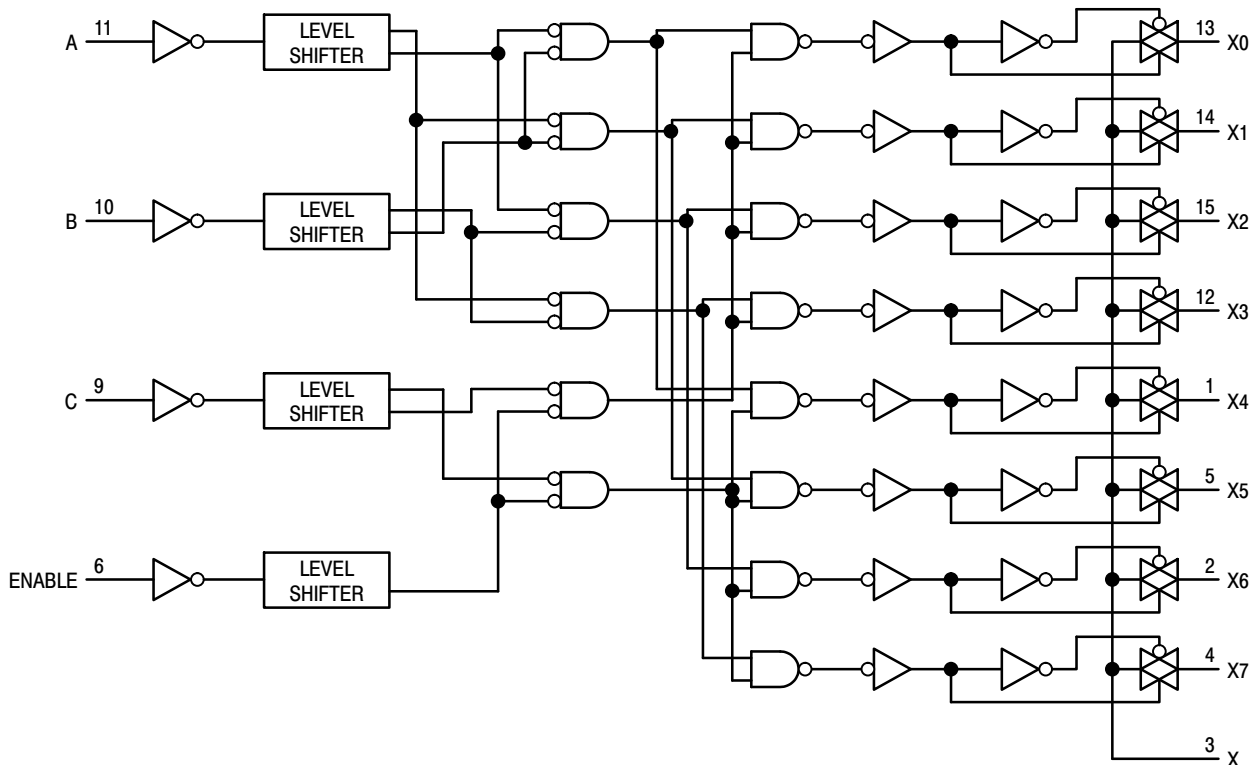 A 11 LEVEL SHIFTER 13 X0
14 X1
B 10 LEVEL SHIFTER 15 X2
12 X3
C 9 LEVEL SHIFTER 1 X4
5 X5
ENABLE 6 LEVEL SHIFTER 2 X6
4 X7
3 X